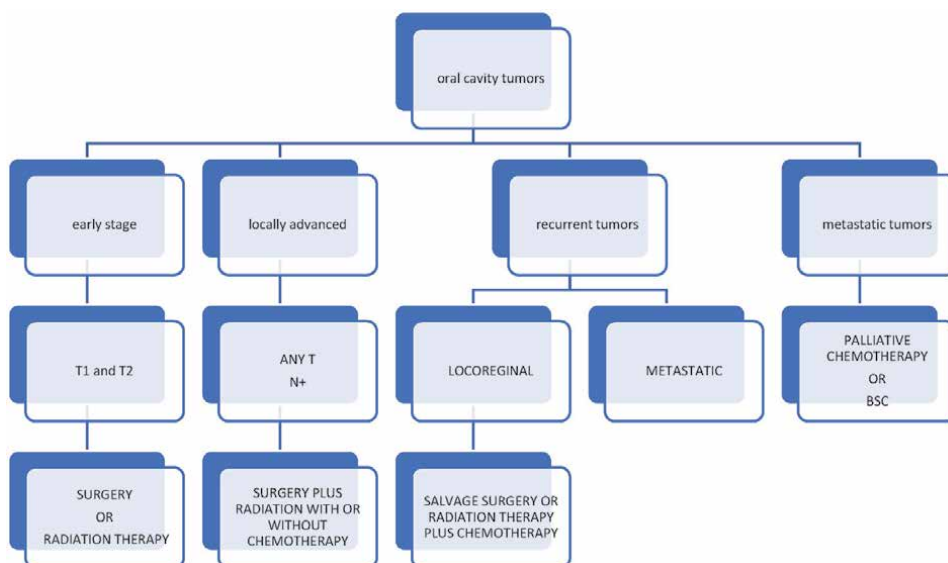 oral cavity tumors
early stage
locally advanced
recurrent tumors
metastatic tumors
T1 and T2
ANY T
N+
LOCOREGINAL
METASTATIC
PALLIATIVE
CHEMOTHERAPY
OR
BSC
SURGERY
OR
RADIATION THERAPY
SURGERY PLUS
RADIATION WITH OR
WITHOUT
CHEMOTHERAPY
SALVAGE SURGERY OR
RADIATION THERAPY
PLUS CHEMOTHERAPY